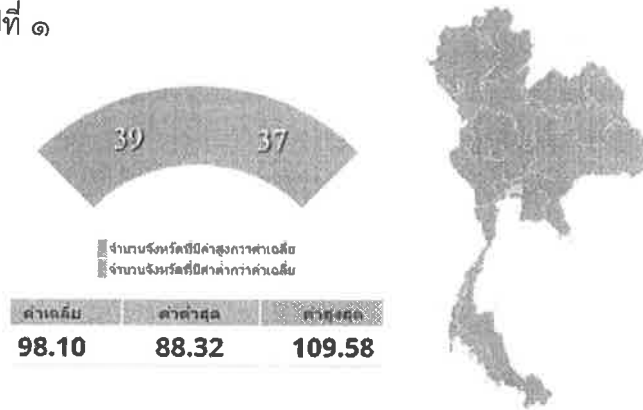 ที่ ๑
39 37
จำนวนจังหวัดที่มีค่าสูงกว่าค่าเฉลี่ย
จำนวนจังหวัดที่มีค่าต่ำกว่าค่าเฉลี่ย
ค่าเฉลี่ย ค่าต่ำสุด ค่าสูงสุด
98.10 88.32 109.58